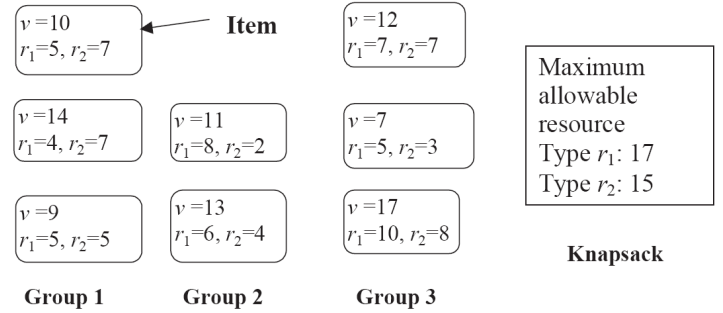 v =10
r₁=5, r₂=7
Item
v =12
r₁=7, r₂=7
v =14
r₁=4, r₂=7
v =11
r₁=8, r₂=2
v =7
r₁=5, r₂=3
v =9
r₁=5, r₂=5
v =13
r₁=6, r₂=4
v =17
r₁=10, r₂=8
Maximum
allowable
resource
Type r₁: 17
Type r₂: 15
Knapsack
Group 1
Group 2
Group 3